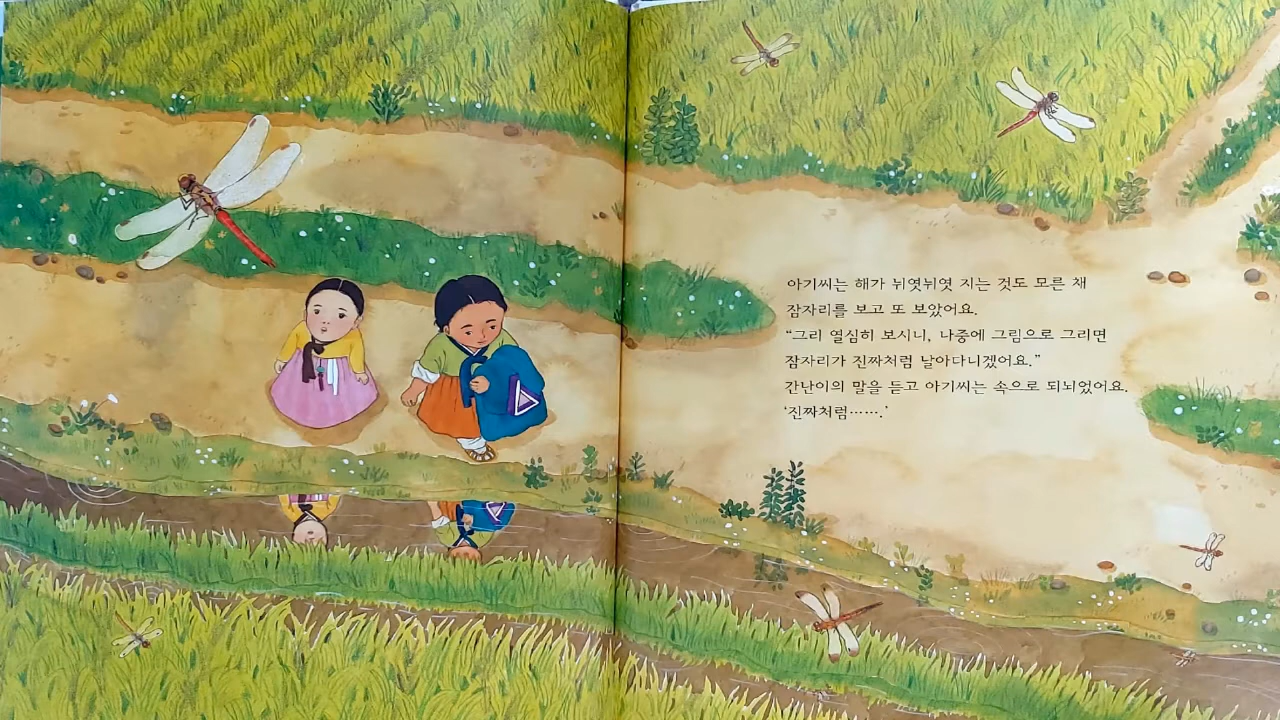 아기씨는 해가 뉘엿뉘엿 지는 것도 모른 채
잠자리를 보고 또 보았어요.
“그리 열심히 보시니, 나중에 그림으로 그리면
잠자리가 진짜처럼 날아다니겠어요.”
간난이의 말을 듣고 아기씨는 속으로 되뇌었어요.
‘진짜처럼…….’